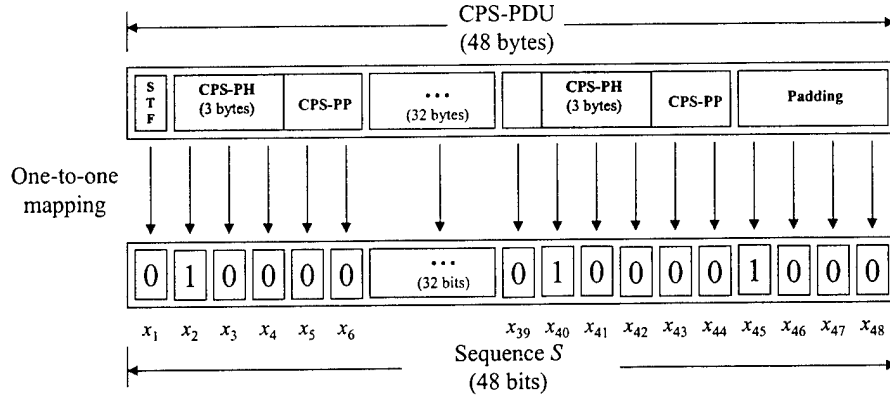 CPS-PDU
(48 bytes)
S
T
F
CPS-PH
(3 bytes)
CPS-PP
...
(32 bytes)
CPS-PH
(3 bytes)
CPS-PP
Padding
One-to-one
mapping
0 1 0 0 0 0 ... 0 1 0 0 0 0 1 0 0 0
(32 bits)
x1 x2 x3 x4 x5 x6 x39 x40 x41 x42 x43 x44 x45 x46 x47 x48
Sequence S
(48 bits)